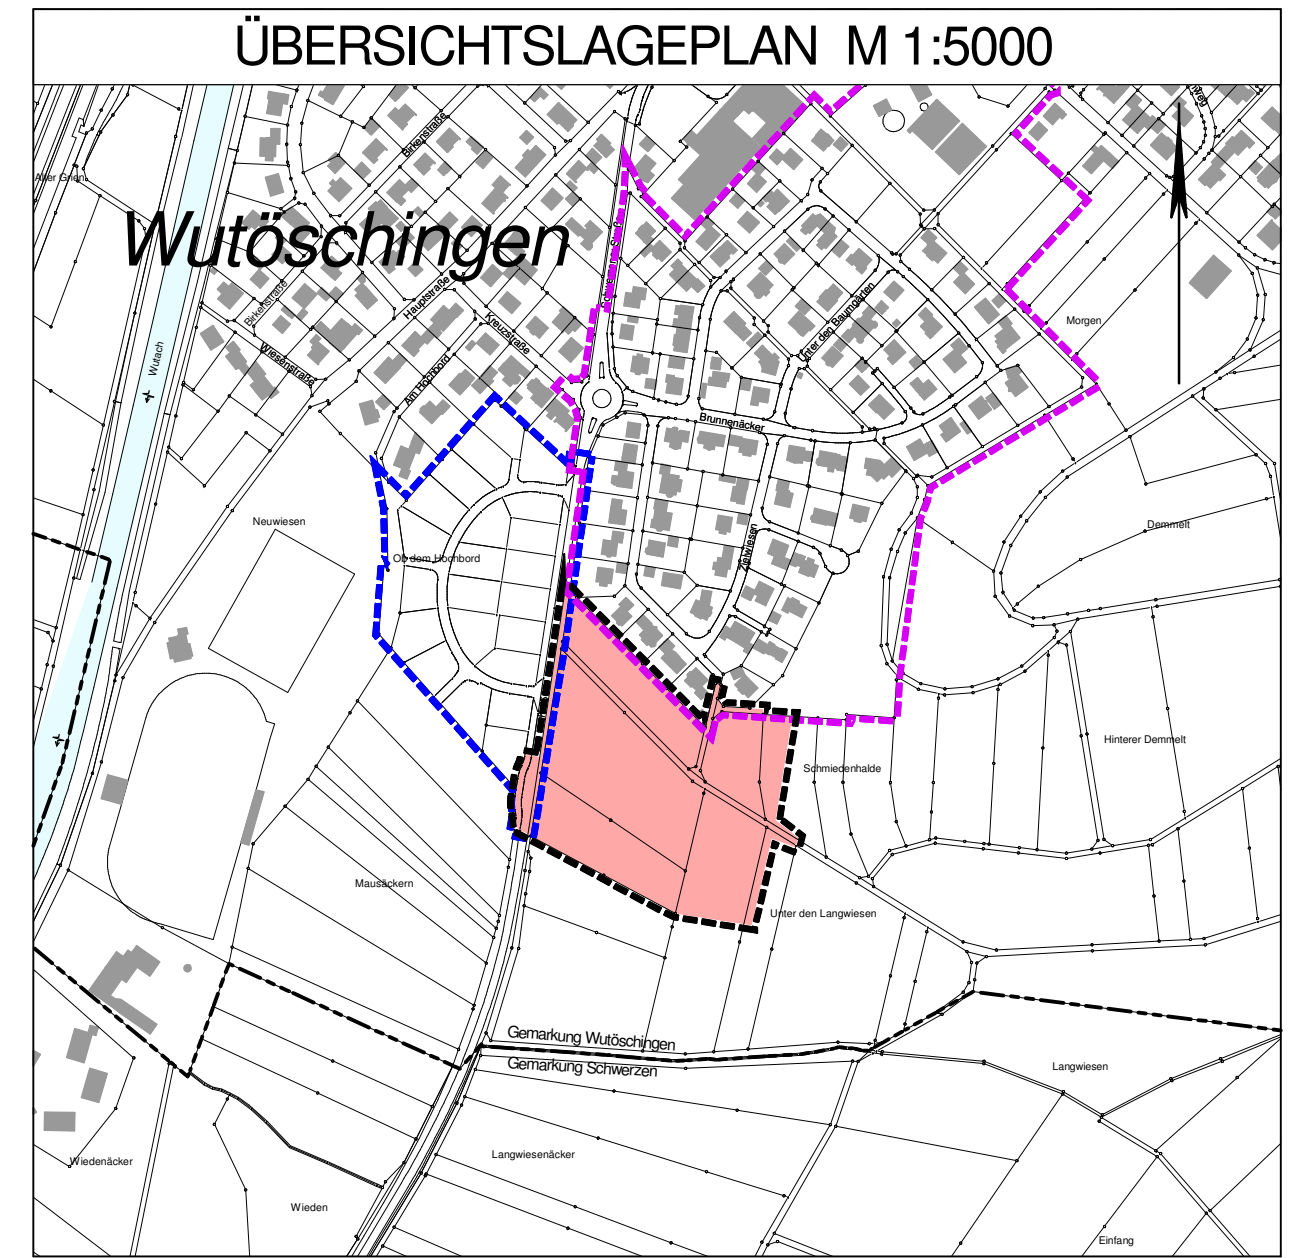 ÜBERSICHTSLAGEPLAN M 1:5000
Birkenstraße
Alter Grien
Wutöschingen
Birkenstraße
Hauptstraße
Unter den Baumgärten
Morgen
Kreuzstraße
Wutach
Wiesenstraße
Am Hochbord
Brunnenäcker
Neuwiesen
Demmelt
Zielwiesen
Ob dem Hochbord
Hinterer Demmelt
Schmiedenhalde
Mausäckern
Unter den Langwiesen
Gemarkung Wutöschingen
Gemarkung Schwerzen
Langwiesen
Langwiesenäcker
Wiedenäcker
Wieden
Einfang